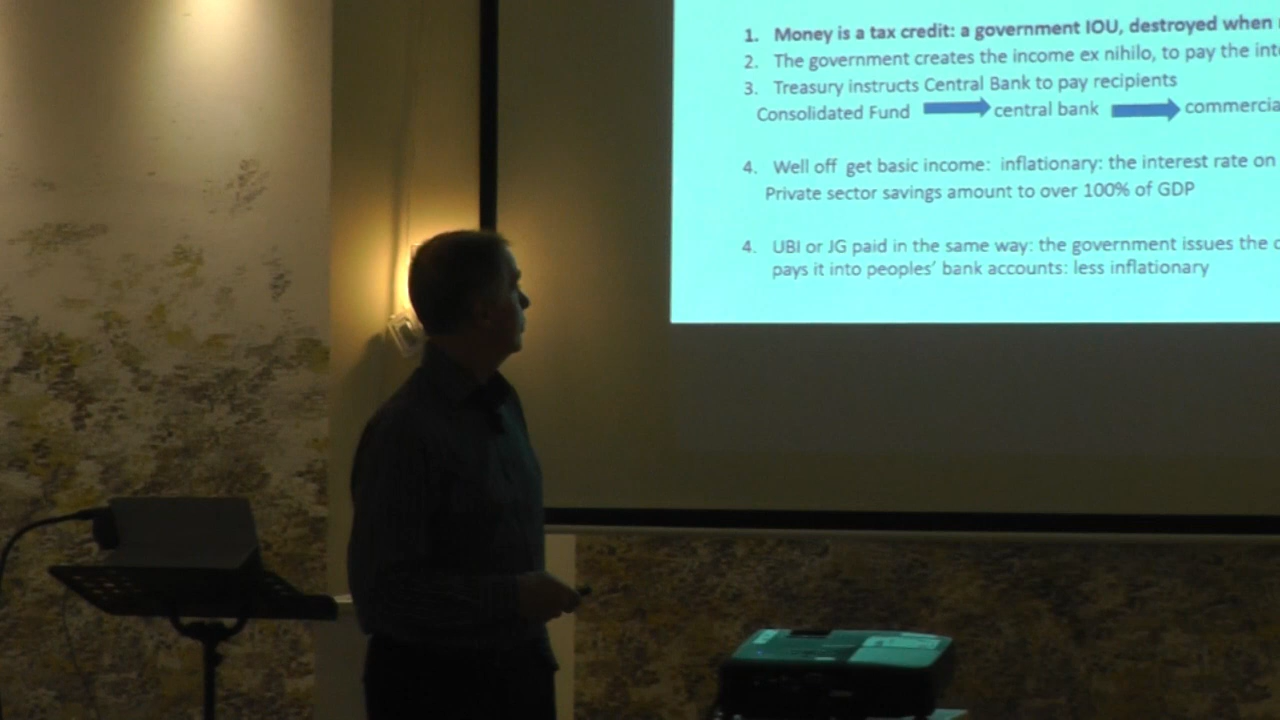 1. Money is a tax credit: a government IOU, destroyed when
2. The government creates the income ex nihilo, to pay the
3. Treasury instructs Central Bank to pay recipients
Consolidated Fund central bank commercia
4. Well off get basic income: inflationary: the interest rate on
Private sector savings amount to over 100% of GDP
4. UBI or JG paid in the same way: the government issues the
pays it into peoples' bank accounts: less inflationary